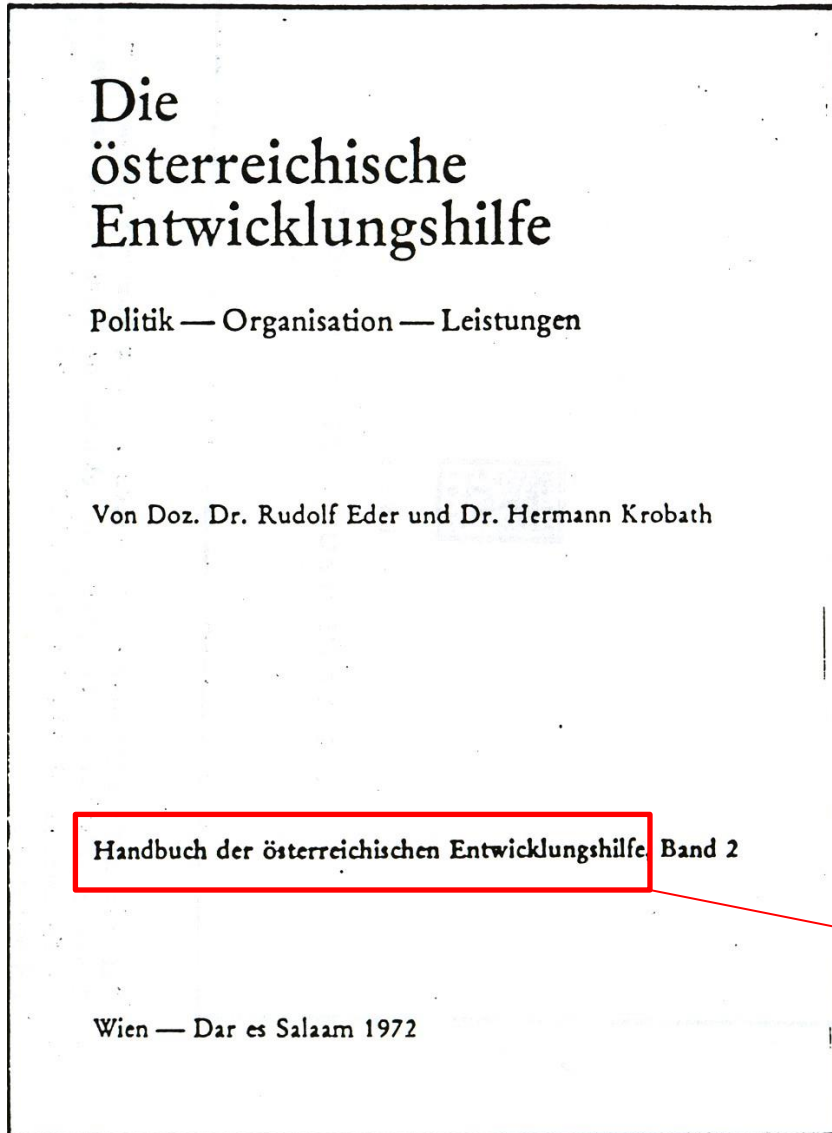 Die
österreichische
Entwicklungshilfe
Politik — Organisation — Leistungen
Von Doz. Dr. Rudolf Eder und Dr. Hermann Krobath
Handbuch der österreichischen Entwicklungshilfe, Band 2
Wien — Dar es Salaam 1972